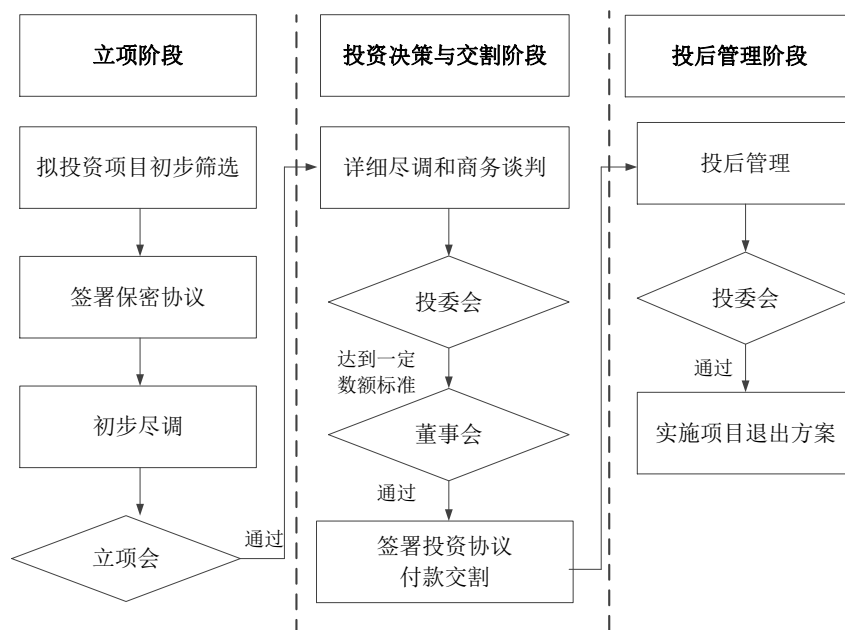 立项阶段
拟投资项目初步筛选
签署保密协议
初步尽调
立项会
通过
投资决策与交割阶段
详细尽调和商务谈判
投委会
达到一定
数额标准
董事会
通过
签署投资协议
付款交割
投后管理阶段
投后管理
投委会
通过
实施项目退出方案